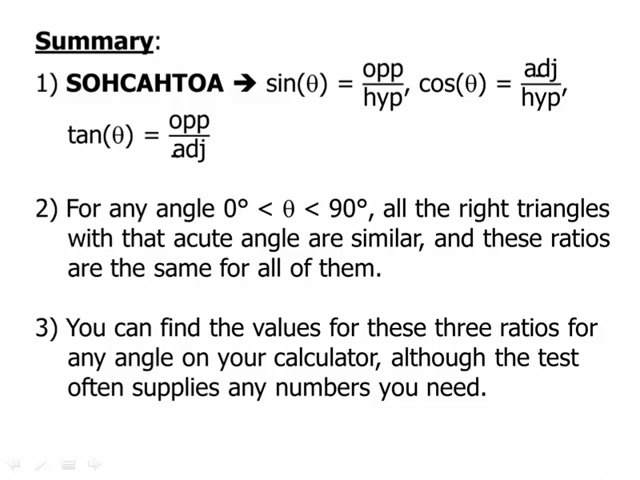 Summary:
1) SOHCAHTOA → sin(θ) = opp/hyp, cos(θ) = adj/hyp,
tan(θ) = opp/adj
2) For any angle 0° < θ < 90°, all the right triangles
with that acute angle are similar, and these ratios
are the same for all of them.
3) You can find the values for these three ratios for
any angle on your calculator, although the test
often supplies any numbers you need.